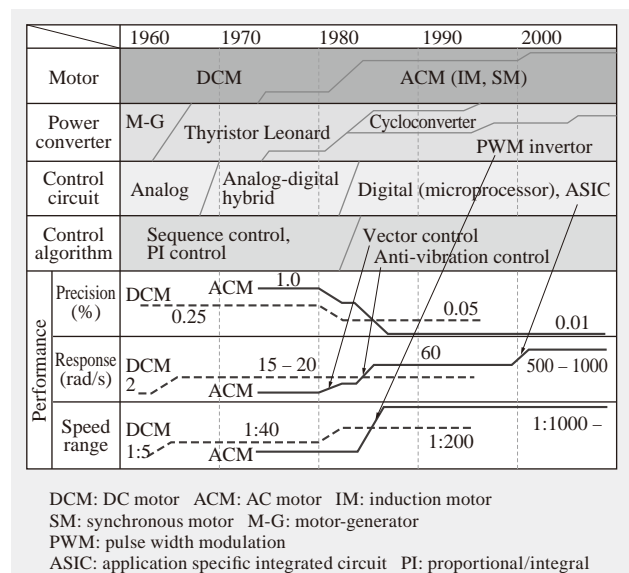 1960 1970 1980 1990 2000
Motor DCM ACM (IM, SM)
Power converter M-G Thyristor Leonard Cycloconverter PWM invertor
Control circuit Analog Analog-digital hybrid Digital (microprocessor), ASIC
Control algorithm Sequence control, PI control Vector control Anti-vibration control
Performance
Precision (%) DCM ACM 1.0 0.25 0.05 0.01
Response (rad/s) DCM 2 15 – 20 ACM 60 500 – 1000
Speed range DCM 1:5 1:40 ACM 1:200 1:1000 –
DCM: DC motor ACM: AC motor IM: induction motor
SM: synchronous motor M-G: motor-generator
PWM: pulse width modulation
ASIC: application specific integrated circuit PI: proportional/integral